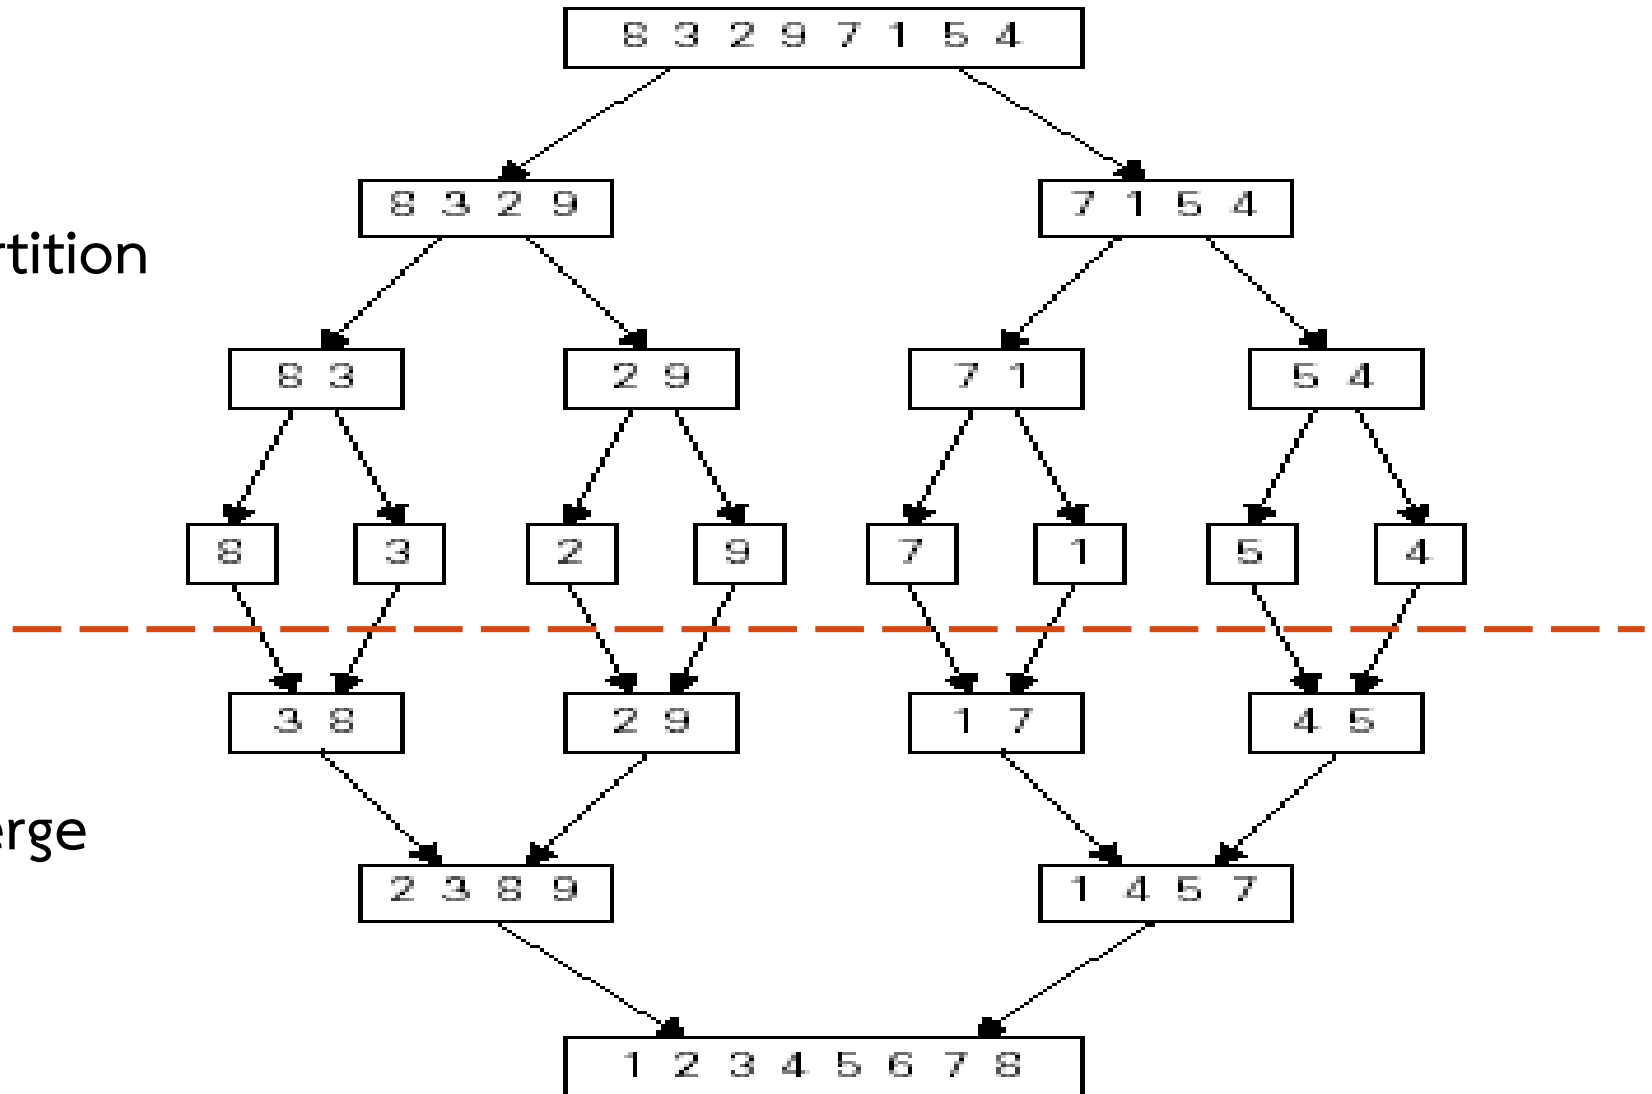 8 3 2 9 7 1 5 4
8 3 2 9 7 1 5 4
rtition
8 3 2 9 7 1 5 4
8 3 2 9 7 1 5 4
3 8 2 9 1 7 4 5
erge
2 3 8 9 1 4 5 7
1 2 3 4 5 6 7 8